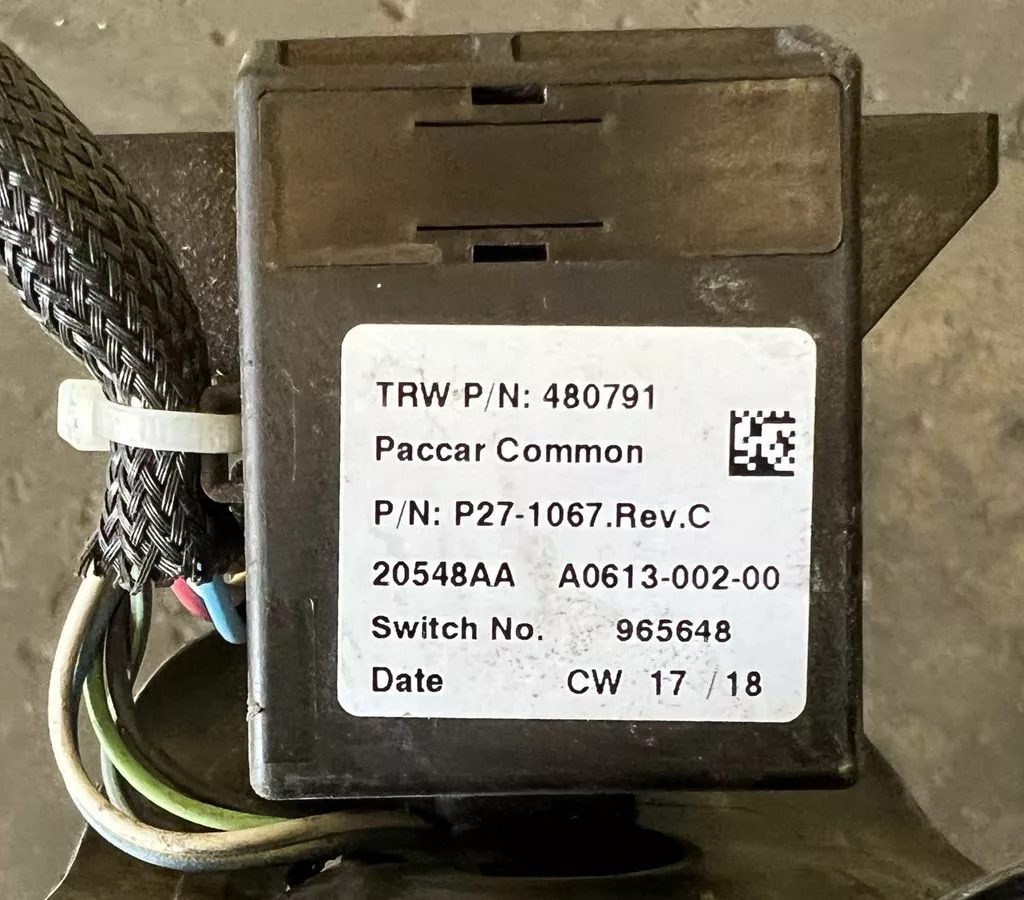 TRW P/N: 480791
Paccar Common
P/N: P27-1067.Rev.C
20548AA A0613-002-00
Switch No. 965648
Date CW 17 /18